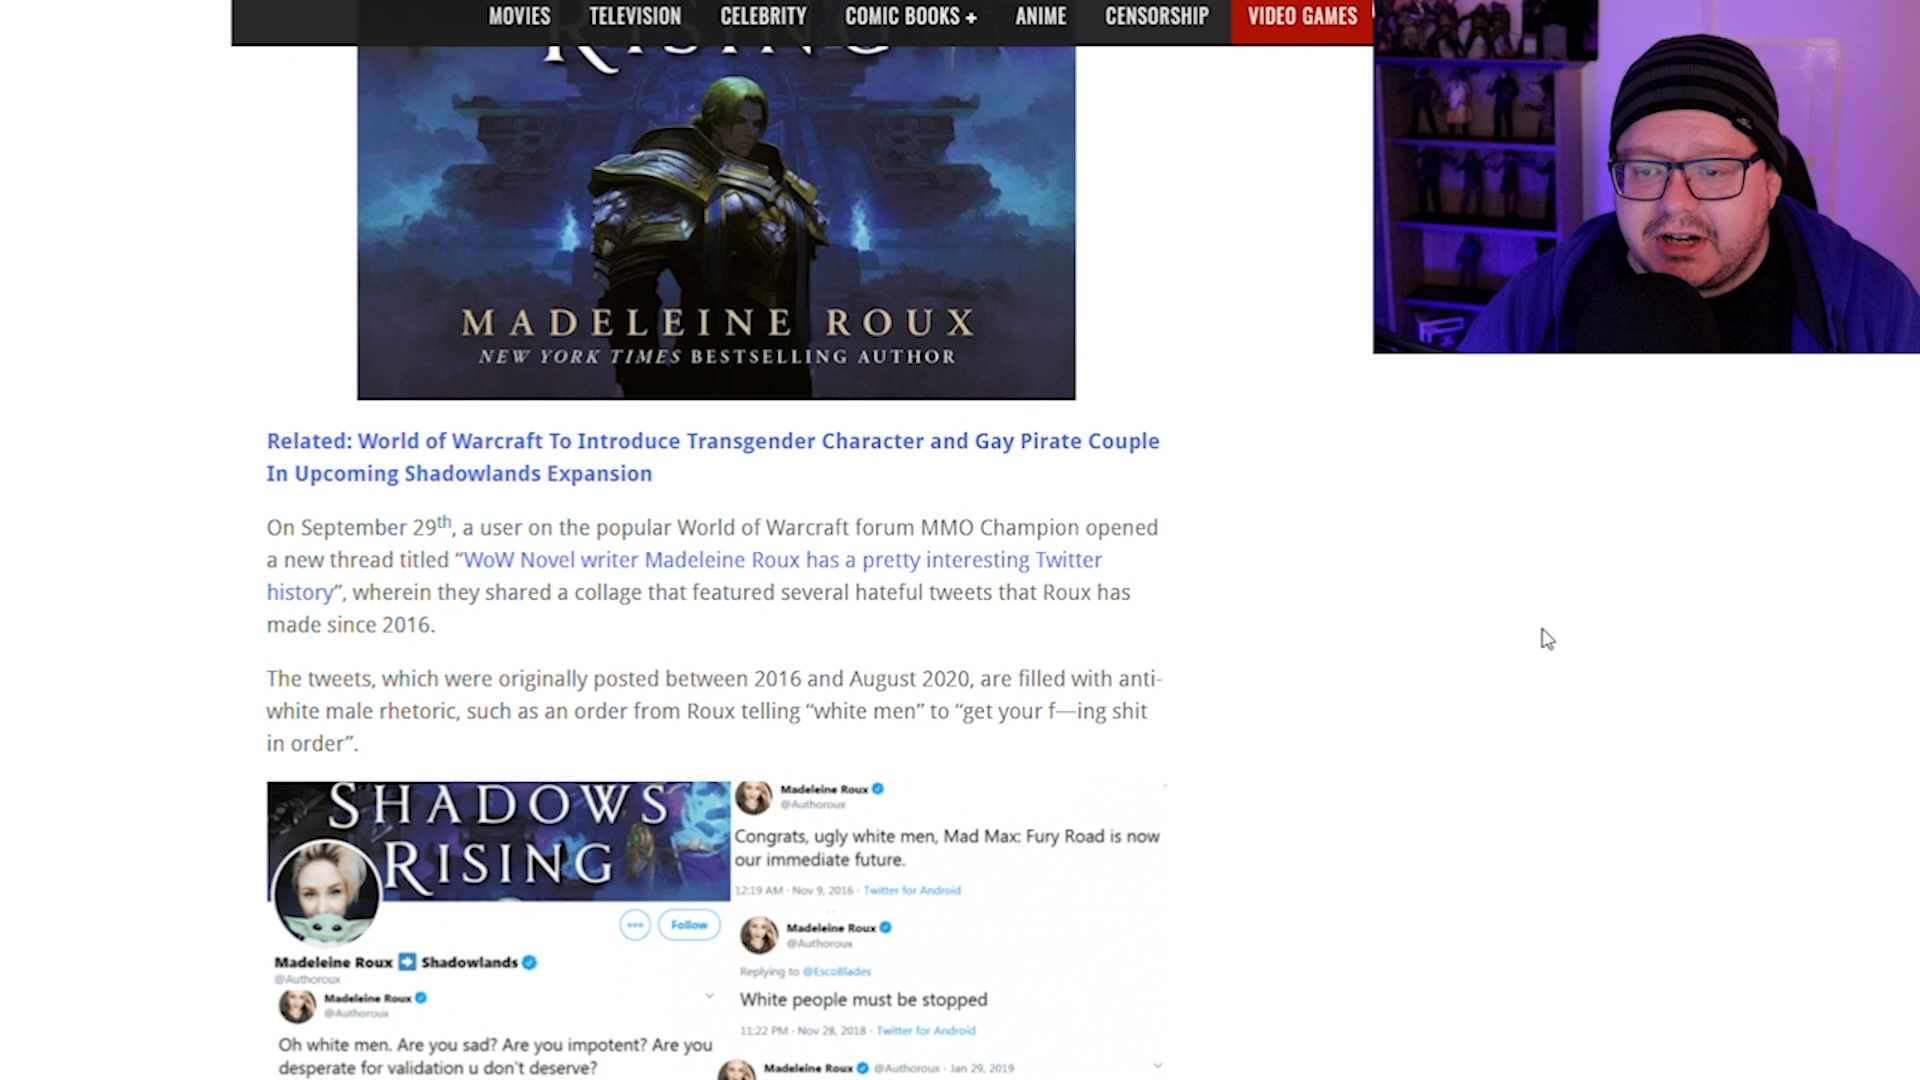 MOVIES TELEVISION CELEBRITY COMIC BOOKS + ANIME CENSORSHIP VIDEO GAMES
RISING
MADELEINE ROUX
NEW YORK TIMES BESTSELLING AUTHOR
Related: World of Warcraft To Introduce Transgender Character and Gay Pirate Couple
In Upcoming Shadowlands Expansion
On September 29th, a user on the popular World of Warcraft forum MMO Champion opened
a new thread titled “WoW Novel writer Madeleine Roux has a pretty interesting Twitter
history”, wherein they shared a collage that featured several hateful tweets that Roux has
made since 2016.
The tweets, which were originally posted between 2016 and August 2020, are filled with anti-
white male rhetoric, such as an order from Roux telling “white men” to “get your f—ing shit
in order”.
SHADOWS
RISING
Follow
Madeleine Roux ➡ Shadowlands
@Authoroux
Madeleine Roux
@Authoroux
Oh white men. Are you sad? Are you impotent? Are you
desperate for validation u don't deserve?
Madeleine Roux
@Authoroux
Congrats, ugly white men, Mad Max: Fury Road is now
our immediate future.
12:19 AM · Nov 9, 2016 · Twitter for Android
Madeleine Roux
@Authoroux
Replying to @EscoBlades
White people must be stopped
11:22 PM · Nov 28, 2018 · Twitter for Android
Madeleine Roux @Authoroux · Jan 29, 2019